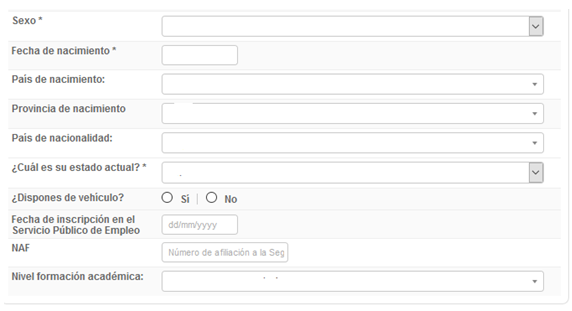 Sexo *
Fecha de nacimiento *
País de nacimiento:
Provincia de nacimiento
País de nacionalidad:
¿Cuál es su estado actual? *
¿Dispones de vehículo? Sí | No
Fecha de inscripción en el
Servicio Público de Empleo dd/mm/yyyy
NAF Número de afiliación a la Seg
Nivel formación académica: